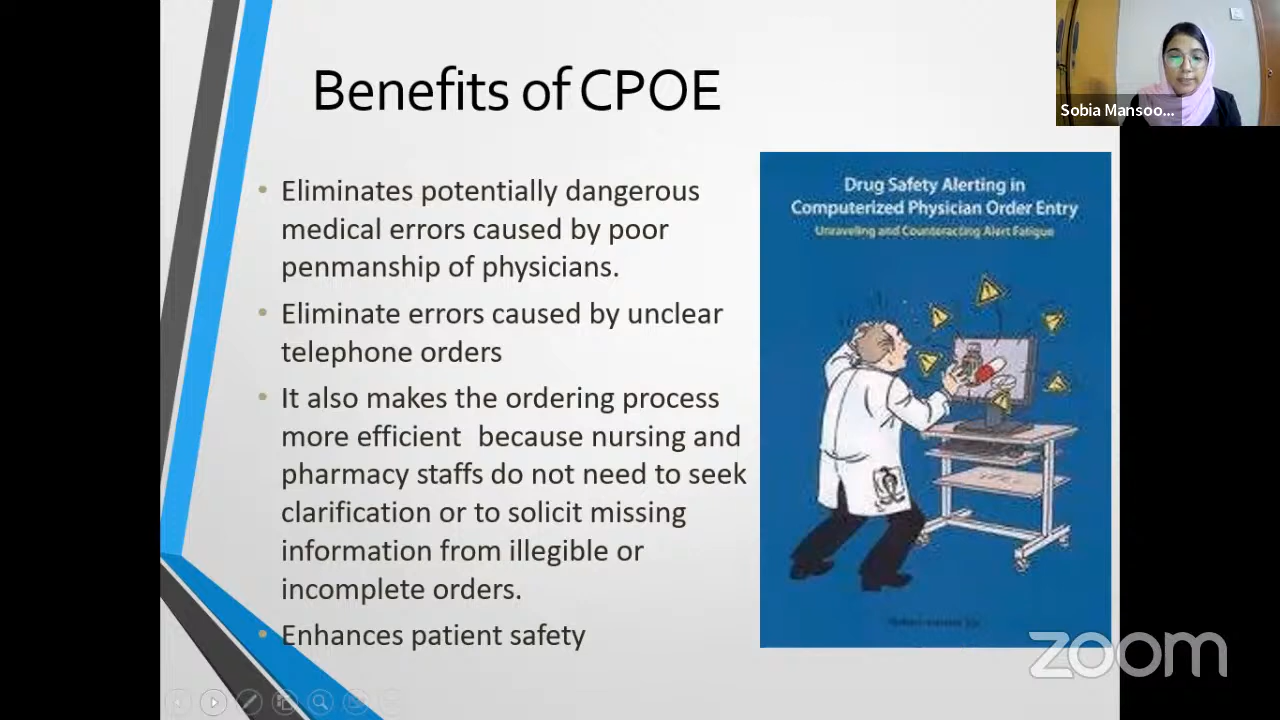 Benefits of CPOE
Sobia Mansoo...
• Eliminates potentially dangerous
medical errors caused by poor
penmanship of physicians.
• Eliminate errors caused by unclear
telephone orders
• It also makes the ordering process
more efficient  because nursing and
pharmacy staffs do not need to seek
clarification or to solicit missing
information from illegible or
incomplete orders.
• Enhances patient safety
Drug Safety Alerting in
Computerized Physician Order Entry
Unraveling and Counteracting Alert Fatigue
zoom